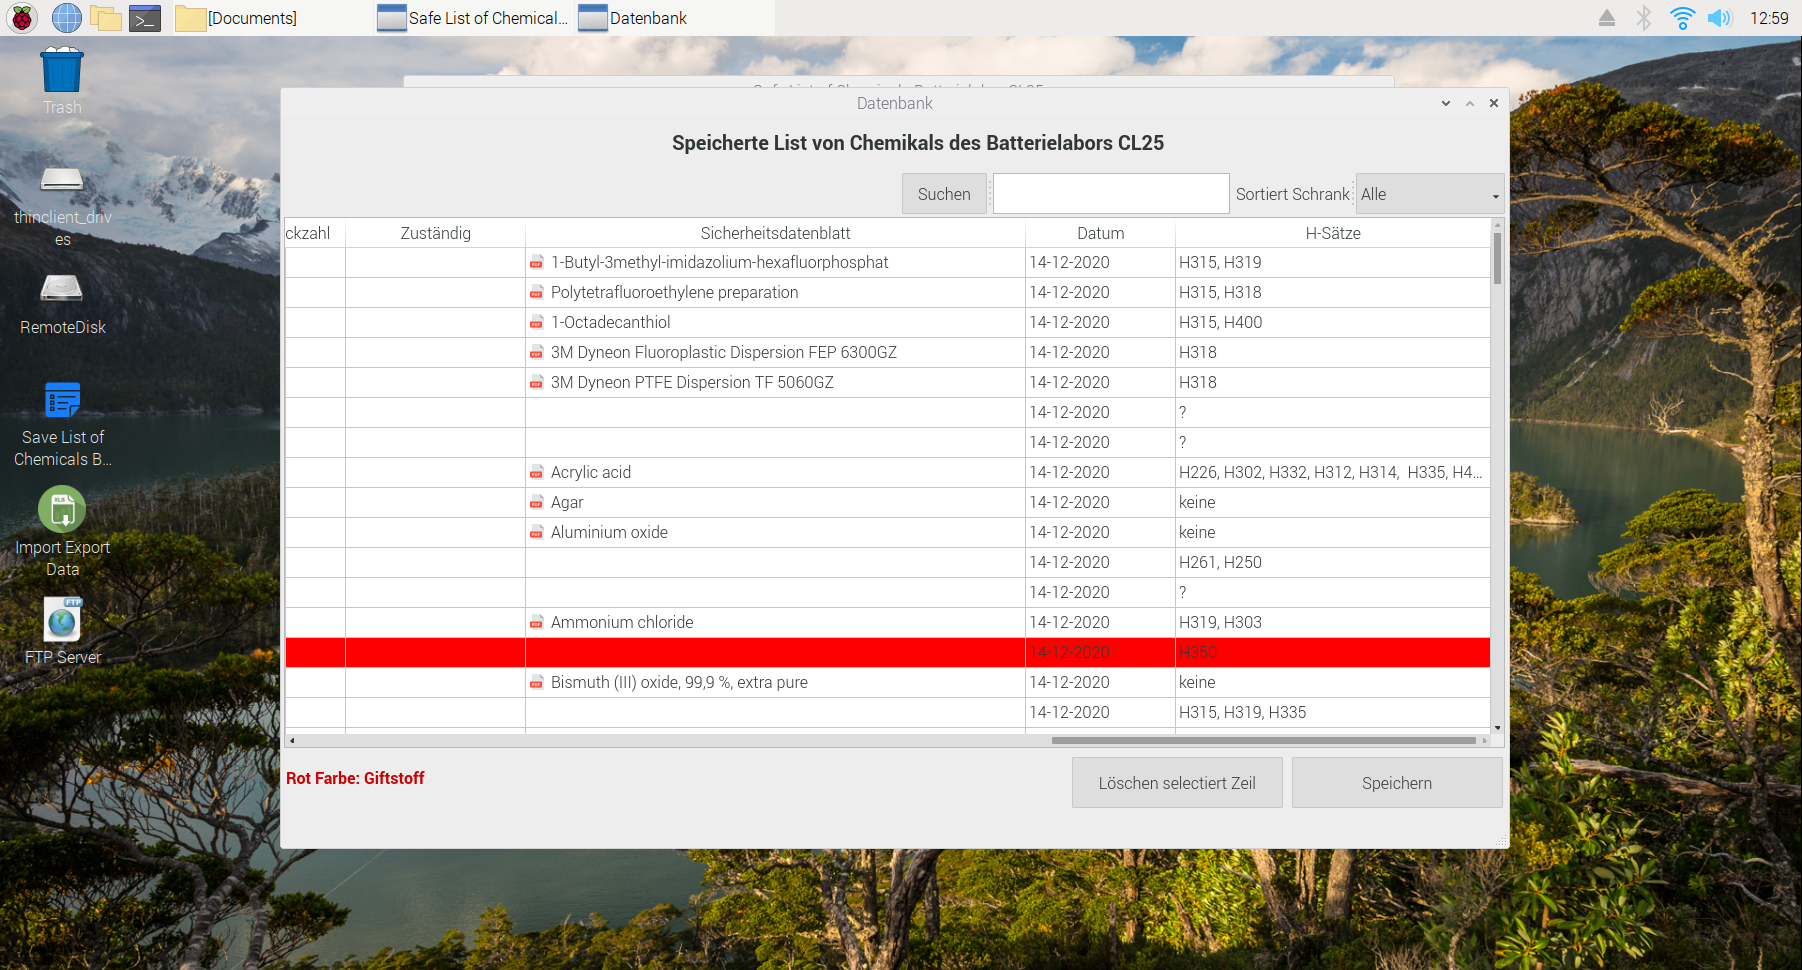 [Documents]
Safe List of Chemical...
Datenbank
12:59
Trash
thinclient_driv
es
RemoteDisk
Save List of
Chemicals B...
Import Export
Data
FTP Server
Datenbank
Speicherte List von Chemikals des Batterielabors CL25
Suchen
Sortiert Schrank
Alle
ckzahl Zuständig Sicherheitsdatenblatt Datum H-Sätze
1-Butyl-3methyl-imidazolium-hexafluorphosphat 14-12-2020 H315, H319
Polytetrafluoroethylene preparation 14-12-2020 H315, H318
1-Octadecanthiol 14-12-2020 H315, H400
3M Dyneon Fluoroplastic Dispersion FEP 6300GZ 14-12-2020 H318
3M Dyneon PTFE Dispersion TF 5060GZ 14-12-2020 H318
14-12-2020 ?
14-12-2020 ?
Acrylic acid 14-12-2020 H226, H302, H332, H312, H314, H335, H4...
Agar 14-12-2020 keine
Aluminium oxide 14-12-2020 keine
14-12-2020 H261, H250
14-12-2020 ?
Ammonium chloride 14-12-2020 H319, H303
14-12-2020 H350
Bismuth (III) oxide, 99,9 %, extra pure 14-12-2020 keine
14-12-2020 H315, H319, H335
Rot Farbe: Giftstoff
Löschen selectiert Zeil
Speichern